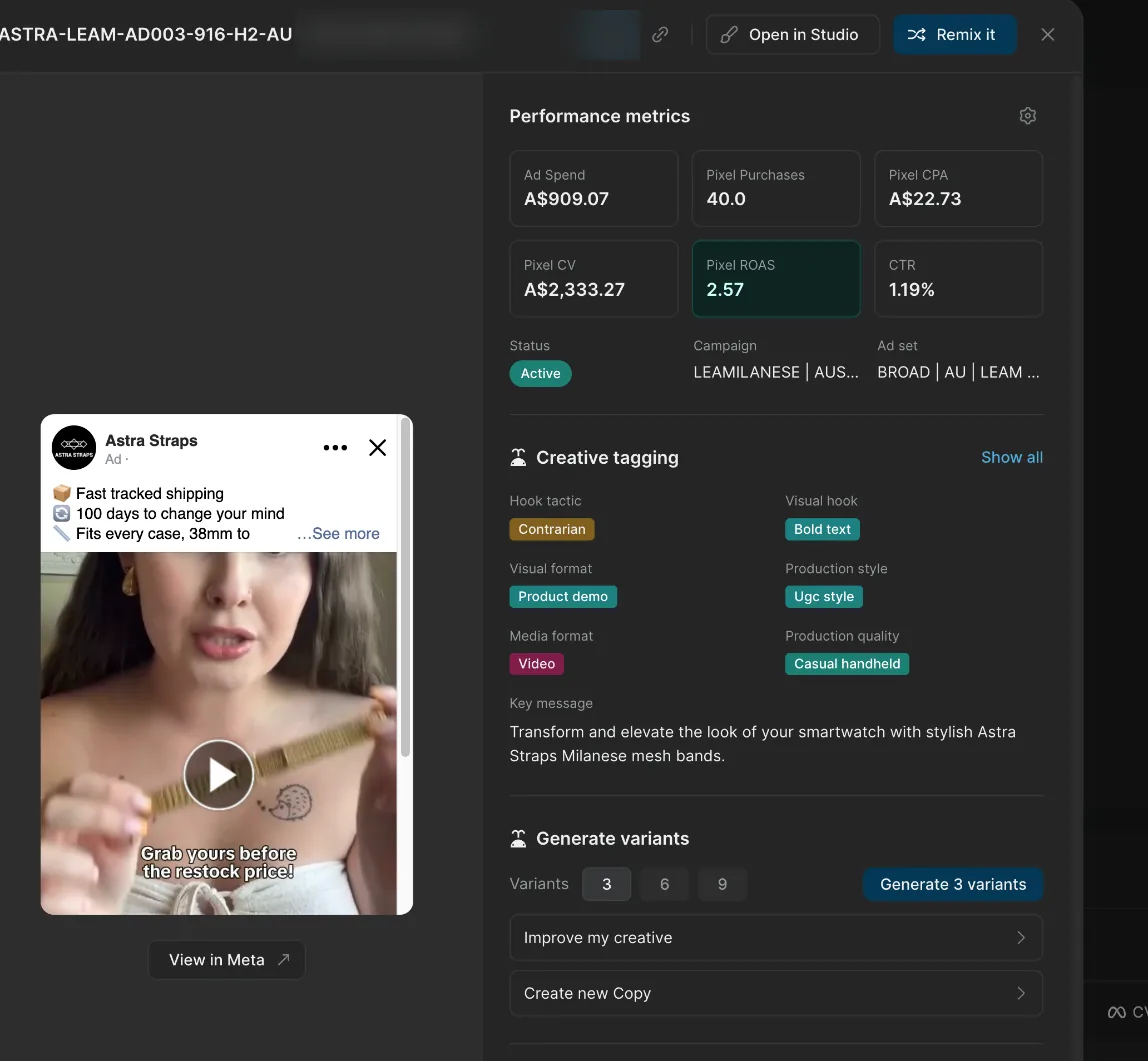 ASTRA-LEAM-AD003-916-H2-AU
Open in Studio
Remix it
Performance metrics
Ad Spend
A$909.07
Pixel Purchases
40.0
Pixel CPA
A$22.73
Pixel CV
A$2,333.27
Pixel ROAS
2.57
CTR
1.19%
Status
Active
Campaign
LEAMILANESE | AUS...
Ad set
BROAD | AU | LEAM ...
ASTRA STRAPS
Astra Straps
Ad ·
📦 Fast tracked shipping
🔄 100 days to change your mind
📏 Fits every case, 38mm to ...See more
Grab yours before
the restock price!
View in Meta
Creative tagging
Show all
Hook tactic
Contrarian
Visual hook
Bold text
Visual format
Product demo
Production style
Ugc style
Media format
Video
Production quality
Casual handheld
Key message
Transform and elevate the look of your smartwatch with stylish Astra
Straps Milanese mesh bands.
Generate variants
Variants
3
6
9
Generate 3 variants
Improve my creative
Create new Copy